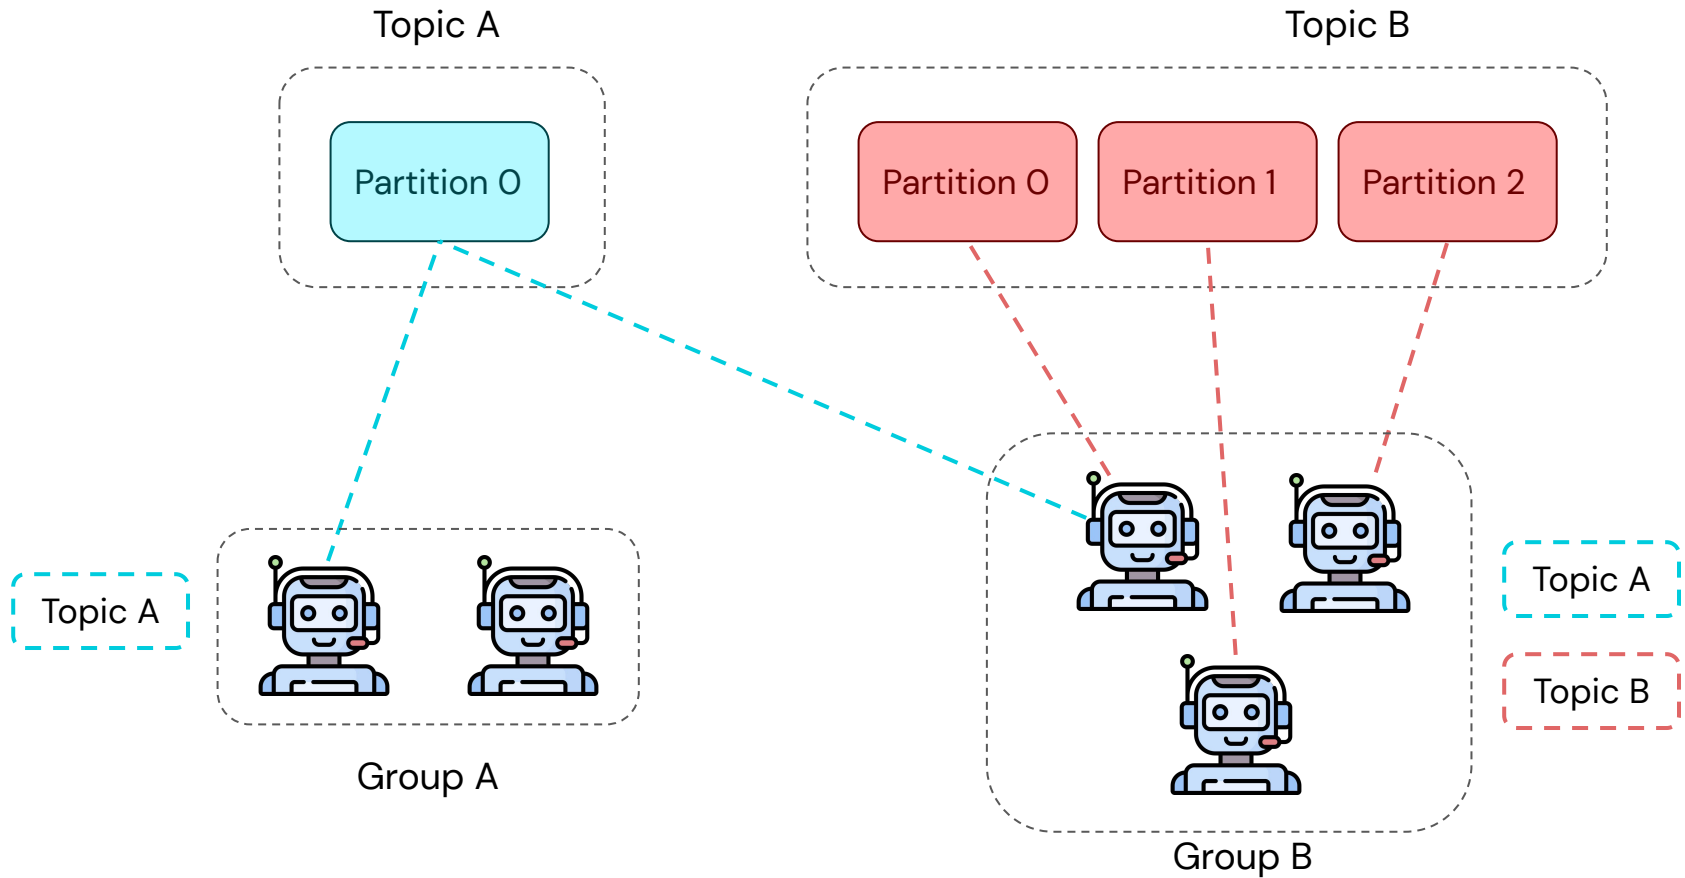 Topic A
Topic B
Partition 0
Partition 0
Partition 1
Partition 2
Topic A
Group A
Topic A
Topic B
Group B